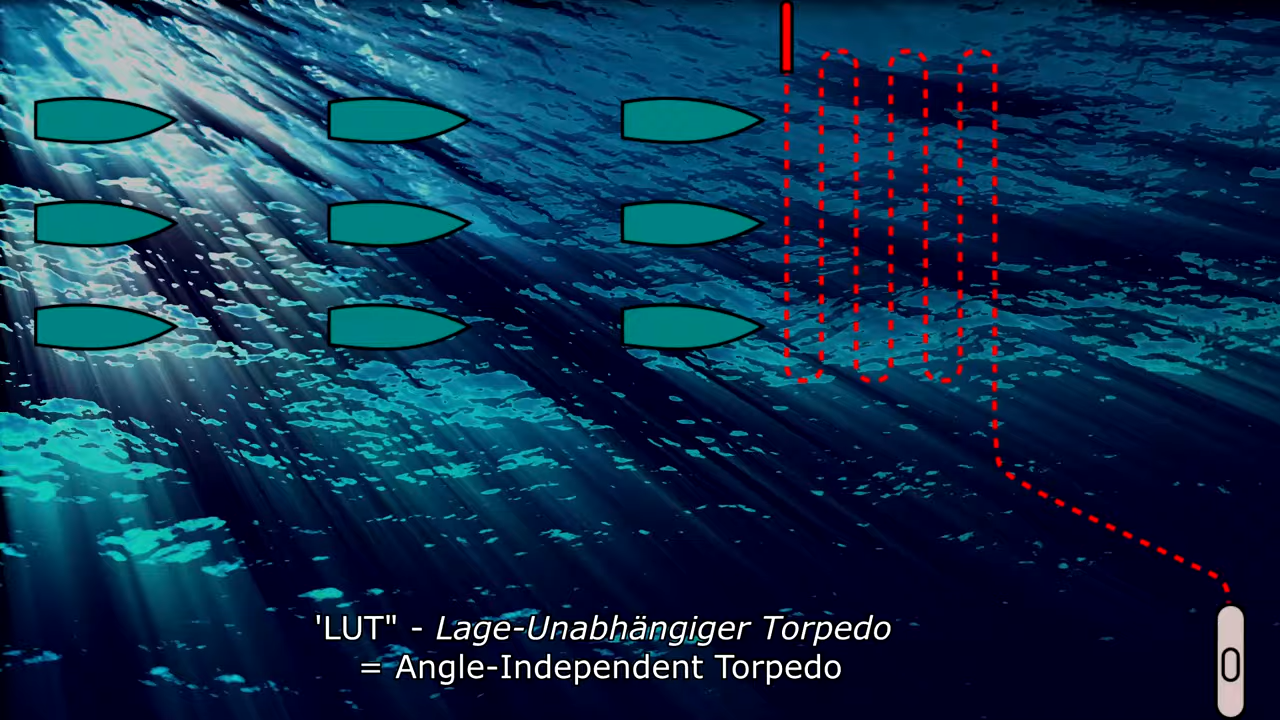 'LUT" - Lage-Unabhängiger Torpedo
= Angle-Independent Torpedo